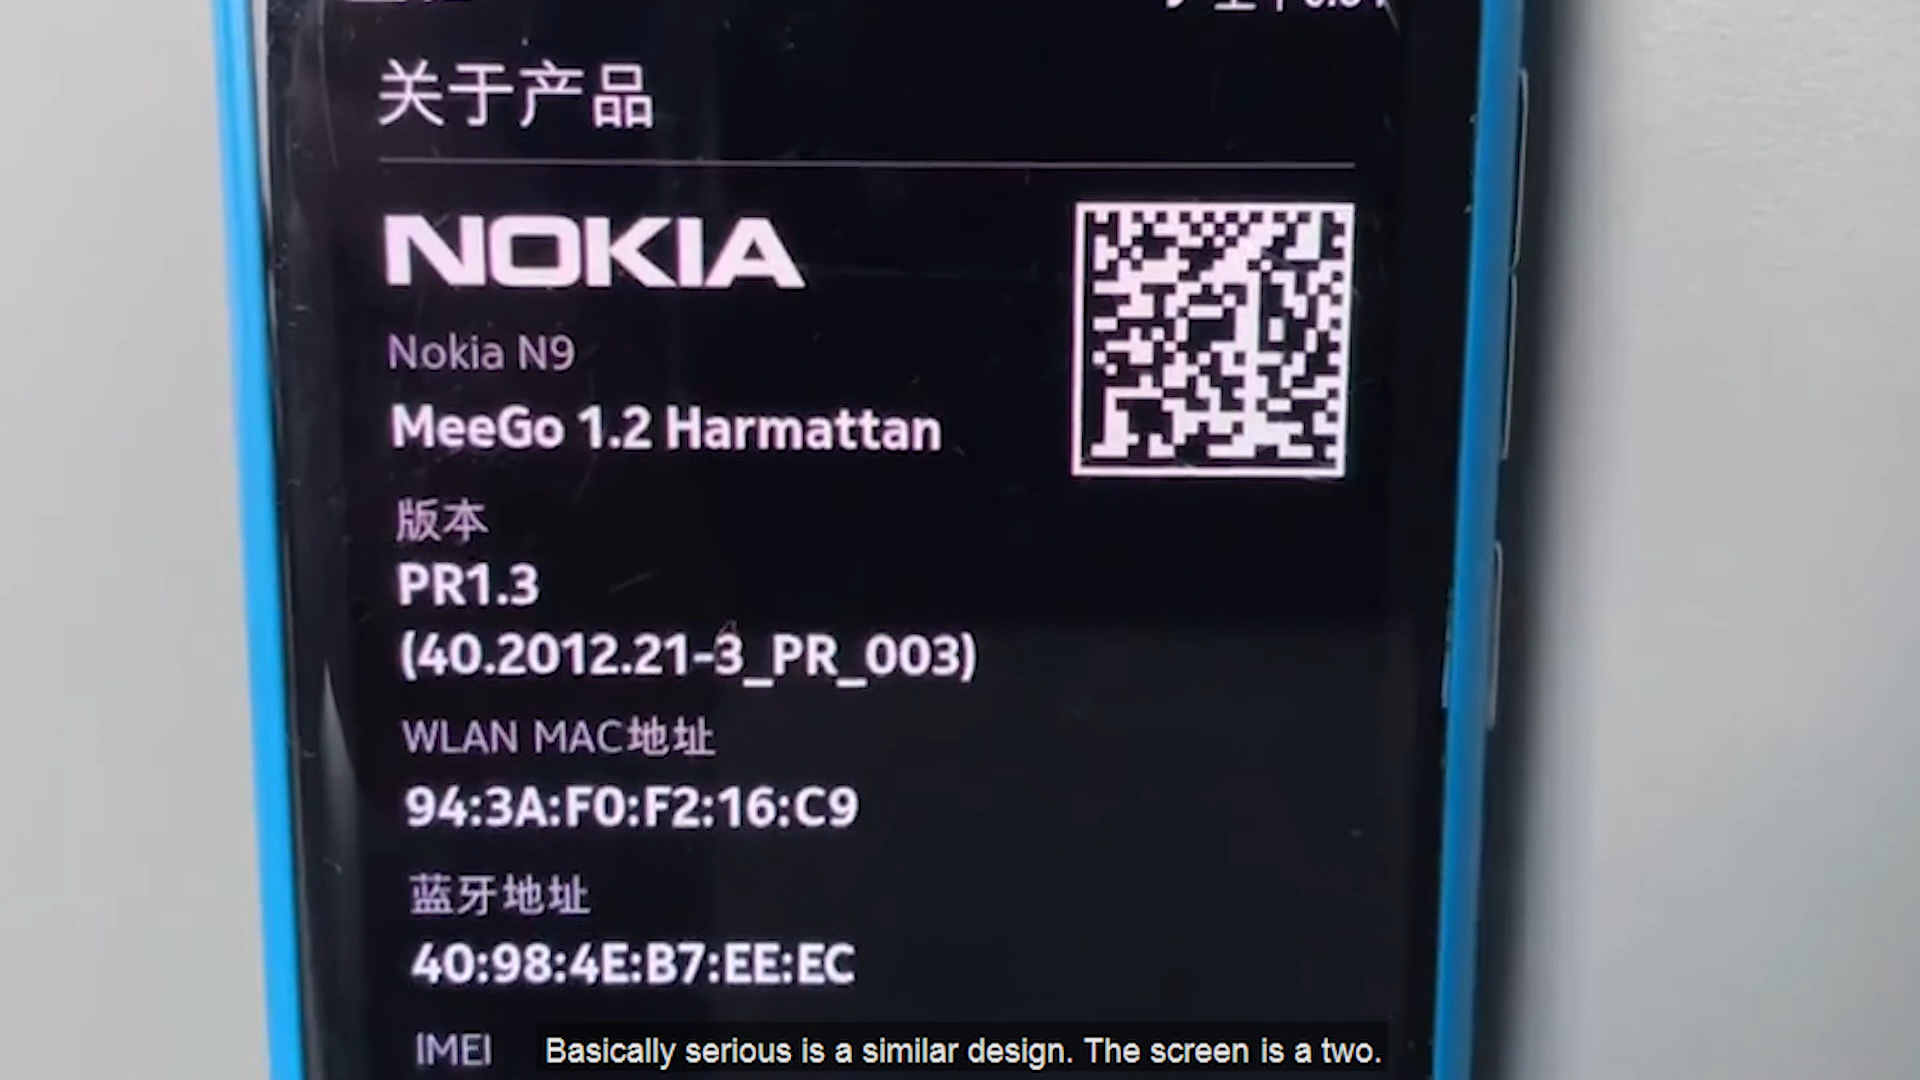 关于产品
NOKIA
Nokia N9
MeeGo 1.2 Harmattan
版本
PR1.3
(40.2012.21-3_PR_003)
WLAN MAC地址
94:3A:F0:F2:16:C9
蓝牙地址
40:98:4E:B7:EE:EC
IMEI
Basically serious is a similar design. The screen is a two.